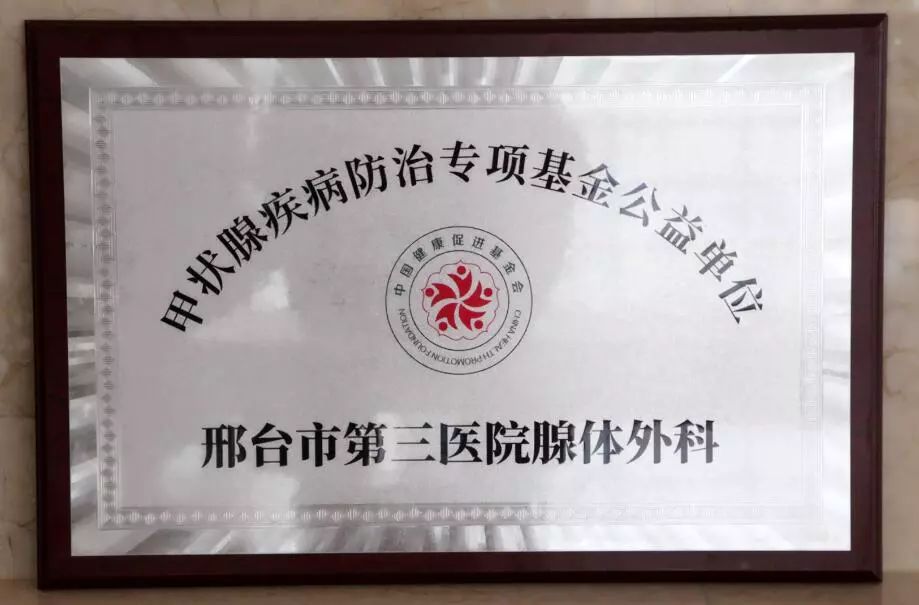 甲状腺疾病防治专项基金公益单位
中国健康促进基金会
CHINA HEALTH PROMOTION FOUNDATION
邢台市第三医院腺体外科